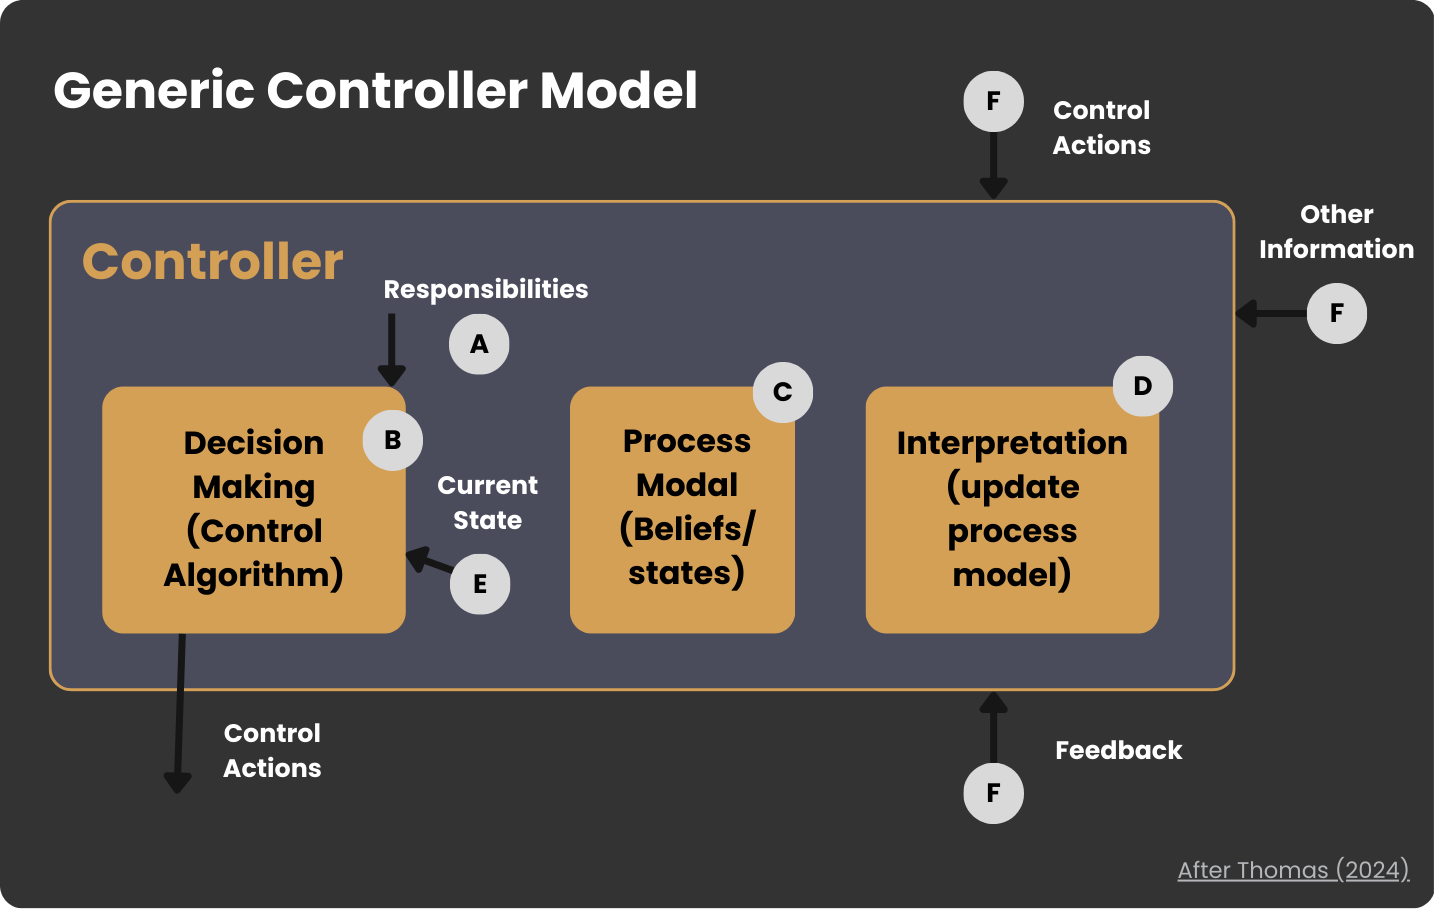 Generic Controller Model
F
Control
Actions
Other
Information
F
Controller
Responsibilities
A
Decision
Making
(Control
Algorithm)
B
Current
State
E
C
Process
Modal
(Beliefs/
states)
D
Interpretation
(update
process
model)
Control
Actions
Feedback
F
After Thomas (2024)